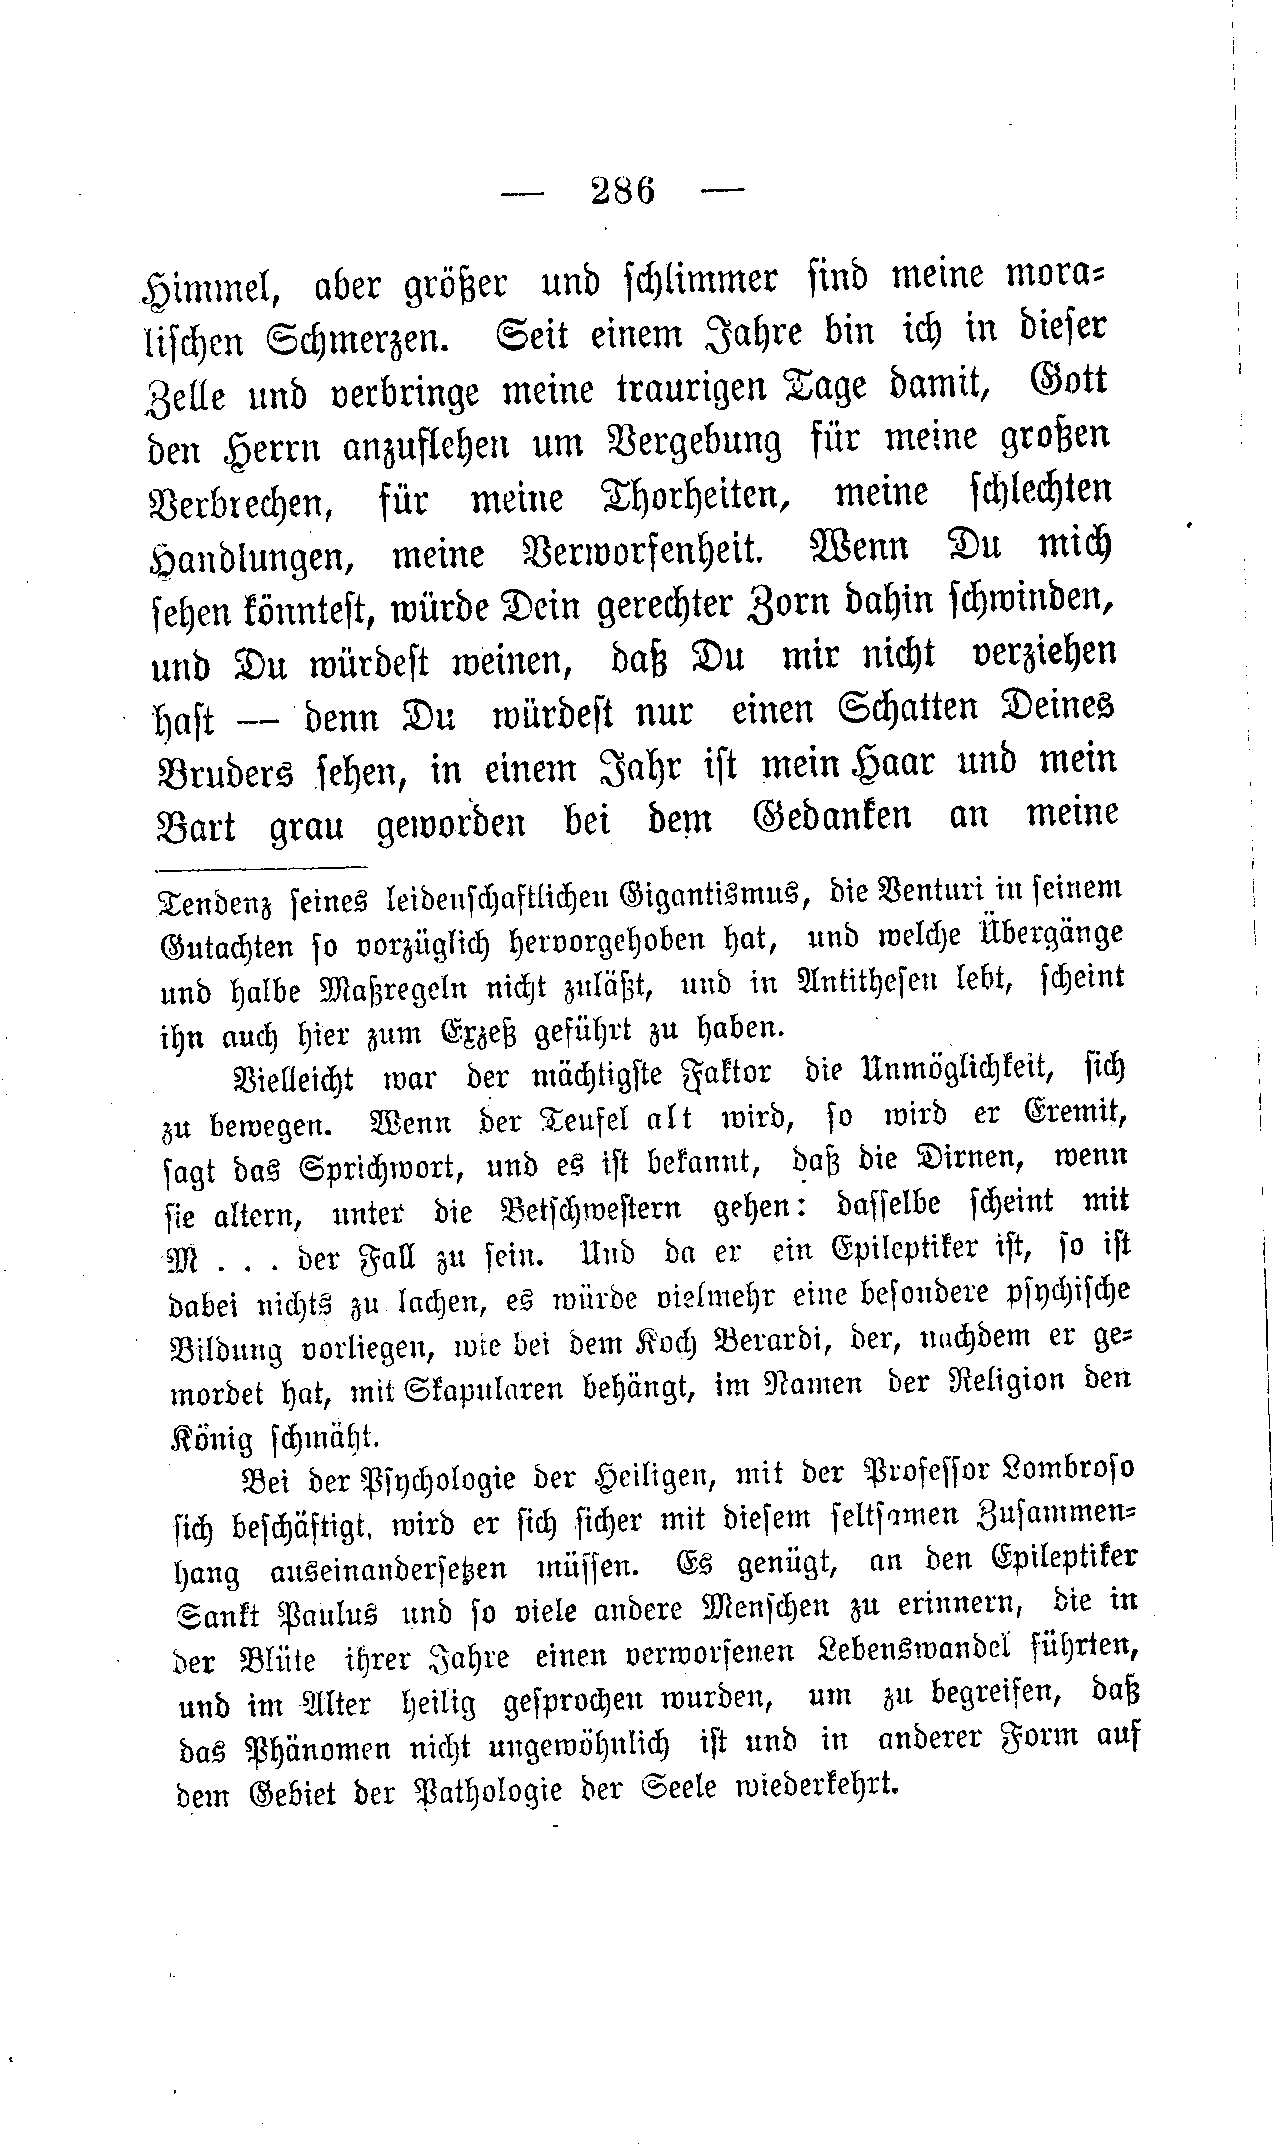 — 286 —
Himmel, aber größer und schlimmer sind meine mora-
lischen Schmerzen. Seit einem Jahre bin ich in dieser
Zelle und verbringe meine traurigen Tage damit, Gott
den Herrn anzuflehen um Vergebung für meine großen
Verbrechen, für meine Thorheiten, meine schlechten
Handlungen, meine Verworfenheit. Wenn Du mich
sehen könntest, würde Dein gerechter Zorn dahin schwinden,
und Du würdest weinen, daß Du mir nicht verziehen
hast — denn Du würdest nur einen Schatten Deines
Bruders sehen, in einem Jahr ist mein Haar und mein
Bart grau geworden bei dem Gedanken an meine
Tendenz seines leidenschaftlichen Gigantismus, die Venturi in seinem
Gutachten so vorzüglich hervorgehoben hat, und welche Übergänge
und halbe Maßregeln nicht zuläßt, und in Antithesen lebt, scheint
ihn auch hier zum Exzeß geführt zu haben.
Vielleicht war der mächtigste Faktor die Unmöglichkeit, sich
zu bewegen. Wenn der Teufel alt wird, so wird er Eremit,
sagt das Sprichwort, und es ist bekannt, daß die Dirnen, wenn
sie altern, unter die Betschwestern gehen: dasselbe scheint mit
M . . . der Fall zu sein. Und da er ein Epileptiker ist, so ist
dabei nichts zu lachen, es würde vielmehr eine besondere psychische
Bildung vorliegen, wie bei dem Koch Berardi, der, nachdem er ge-
mordet hat, mit Skapularen behängt, im Namen der Religion den
König schmäht.
Bei der Psychologie der Heiligen, mit der Professor Lombroso
sich beschäftigt, wird er sich sicher mit diesem seltsamen Zusammen-
hang auseinandersetzen müssen. Es genügt, an den Epileptiker
Sankt Paulus und so viele andere Menschen zu erinnern, die in
der Blüte ihrer Jahre einen verworfenen Lebenswandel führten,
und im Alter heilig gesprochen wurden, um zu begreifen, daß
das Phänomen nicht ungewöhnlich ist und in anderer Form auf
dem Gebiet der Pathologie der Seele wiederkehrt.